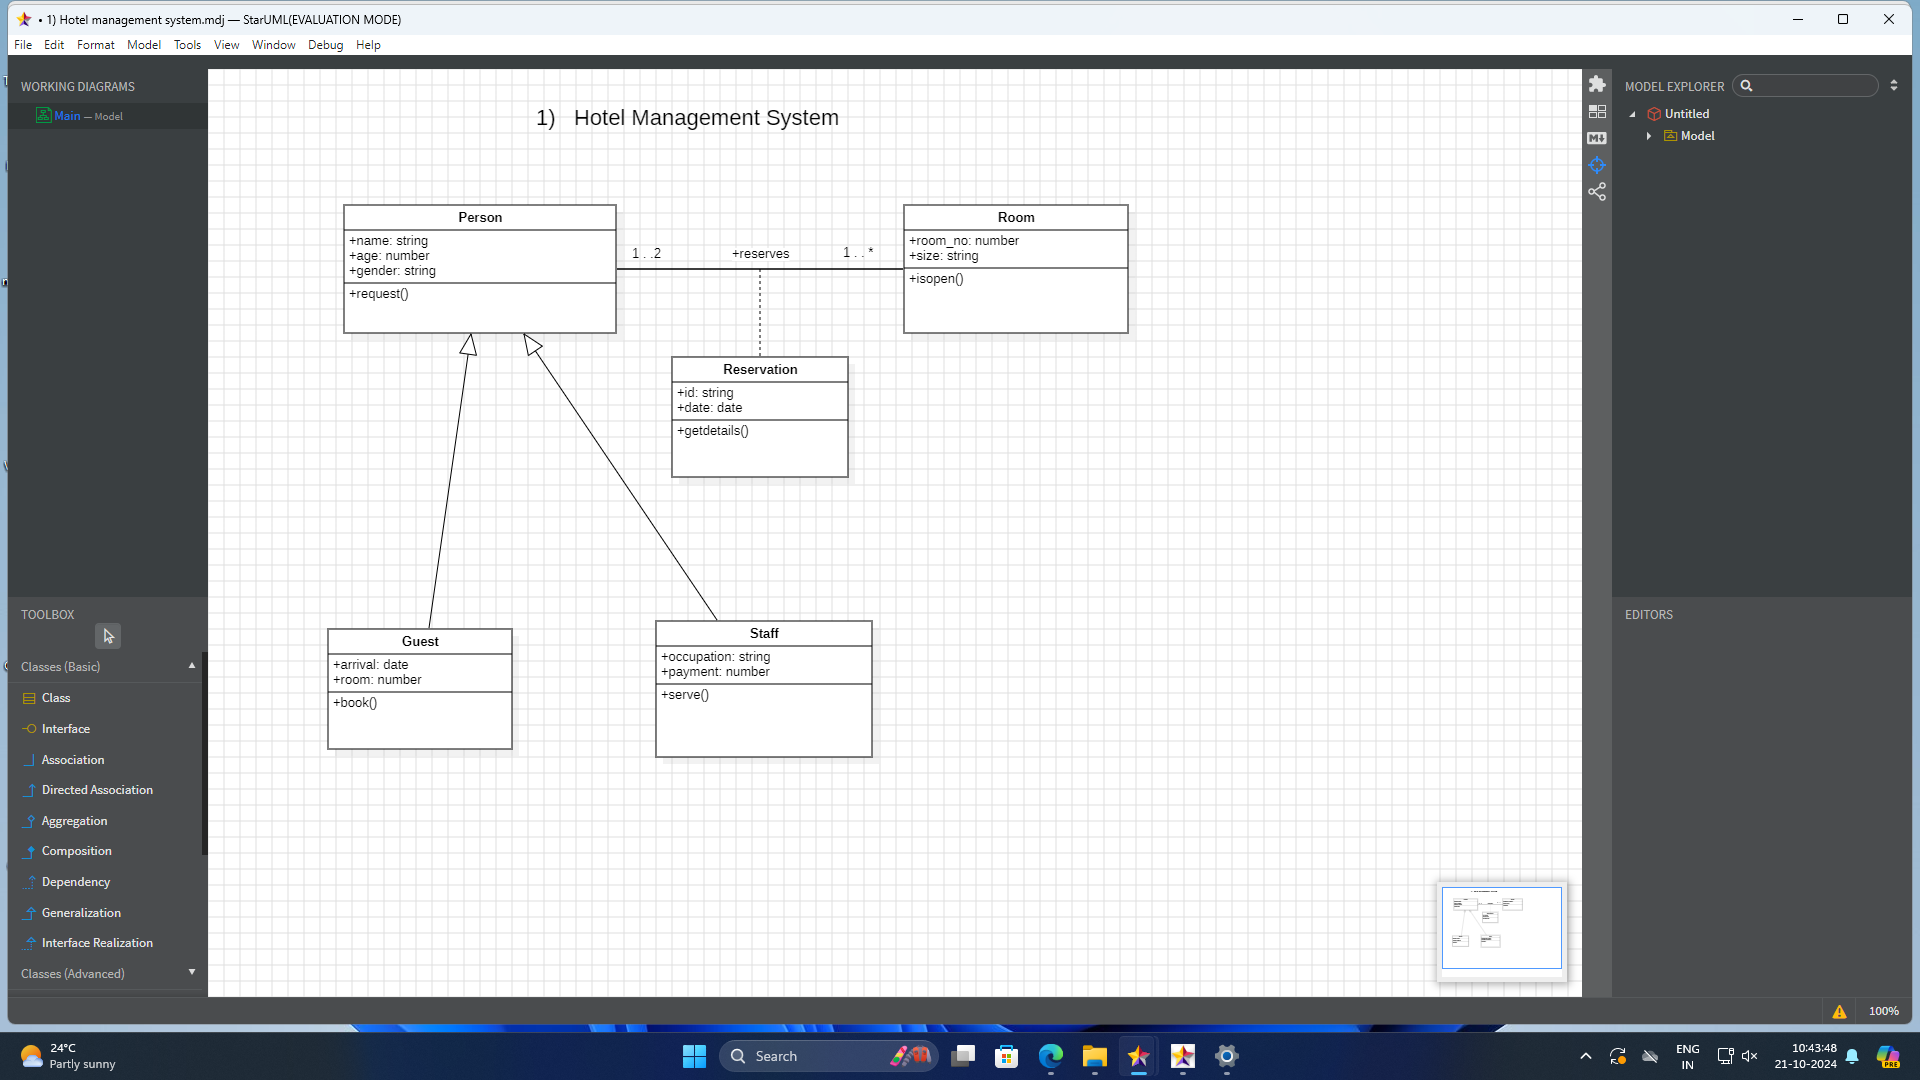 • 1) Hotel management system.mdj — StarUML(EVALUATION MODE)
File Edit Format Model Tools View Window Debug Help
WORKING DIAGRAMS
Main — Model
TOOLBOX
Classes (Basic)
Class
Interface
Association
Directed Association
Aggregation
Composition
Dependency
Generalization
Interface Realization
Classes (Advanced)
1) Hotel Management System
Person
+name: string
+age: number
+gender: string
+request()
1 . .2
+reserves
1 . . *
Room
+room_no: number
+size: string
+isopen()
Reservation
+id: string
+date: date
+getdetails()
Guest
+arrival: date
+room: number
+book()
Staff
+occupation: string
+payment: number
+serve()
MODEL EXPLORER
Untitled
Model
EDITORS
100%
24°C
Partly sunny
Search
ENG
IN
10:43:48
21-10-2024
PRE